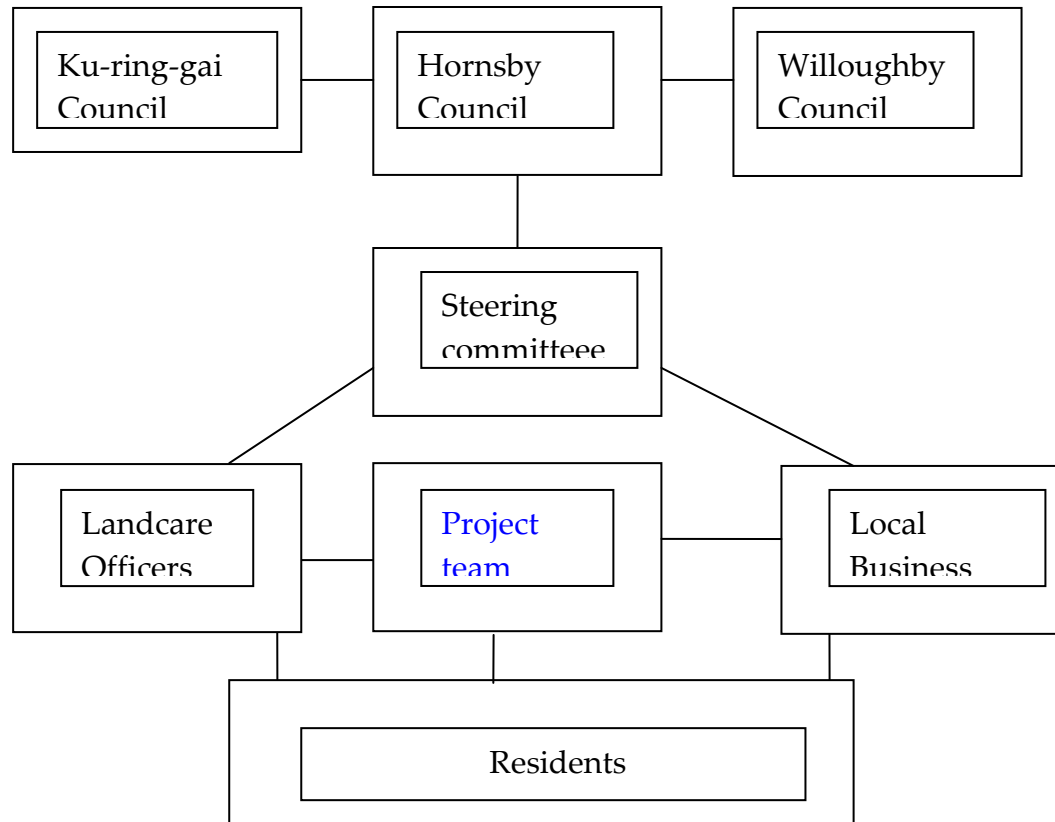 Ku-ring-gai
Council
Hornsby
Council
Willoughby
Council
Steering
committeee
Landcare
Officers
Project
team
Local
Business
Residents